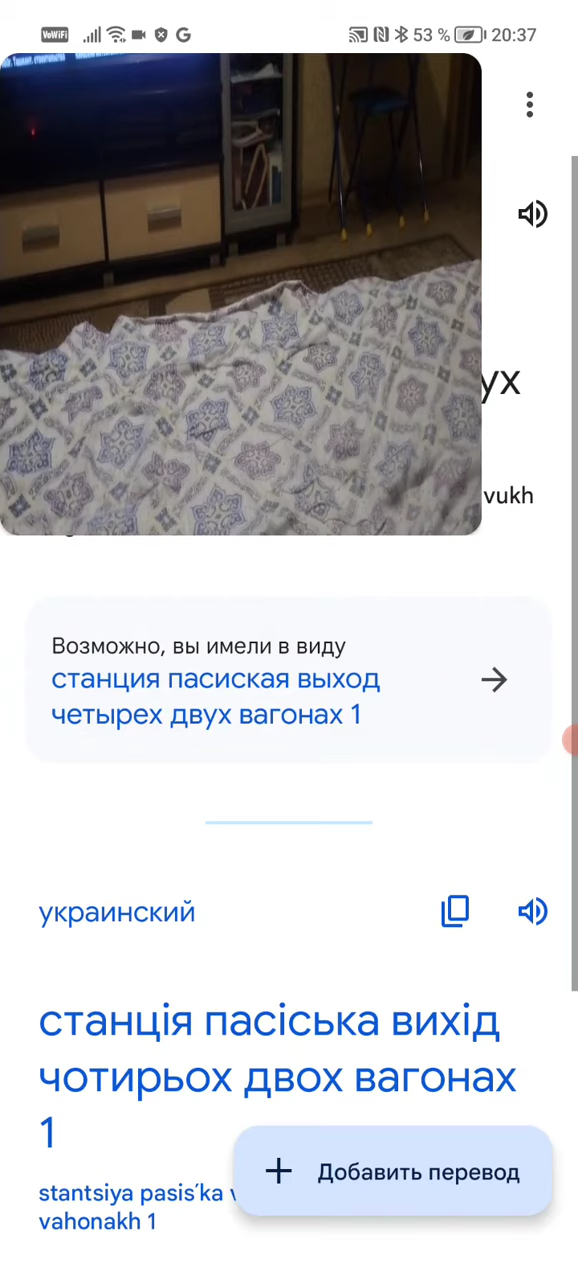 VoWiFi
53 %
20:37
ух
vukh
Возможно, вы имели в виду
станция пасиская выход
четырех двух вагонах 1
украинский
станція пасіська вихід
чотирьох двох вагонах
1
Добавить перевод
stantsiya pasisʹka
vahonakh 1